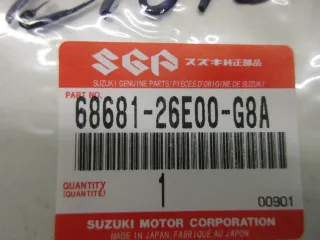 SGP スズキ純正部品
SUZUKI GENUINE PARTS/PIECES D'ORIGINE DE SUZUKI
PART NO.
68681-26E00-G8A
QUANTITY
(QUANTITÉ)
1
00901
SUZUKI MOTOR CORPORATION
MADE IN JAPAN/FABRIQUE AU JAPON